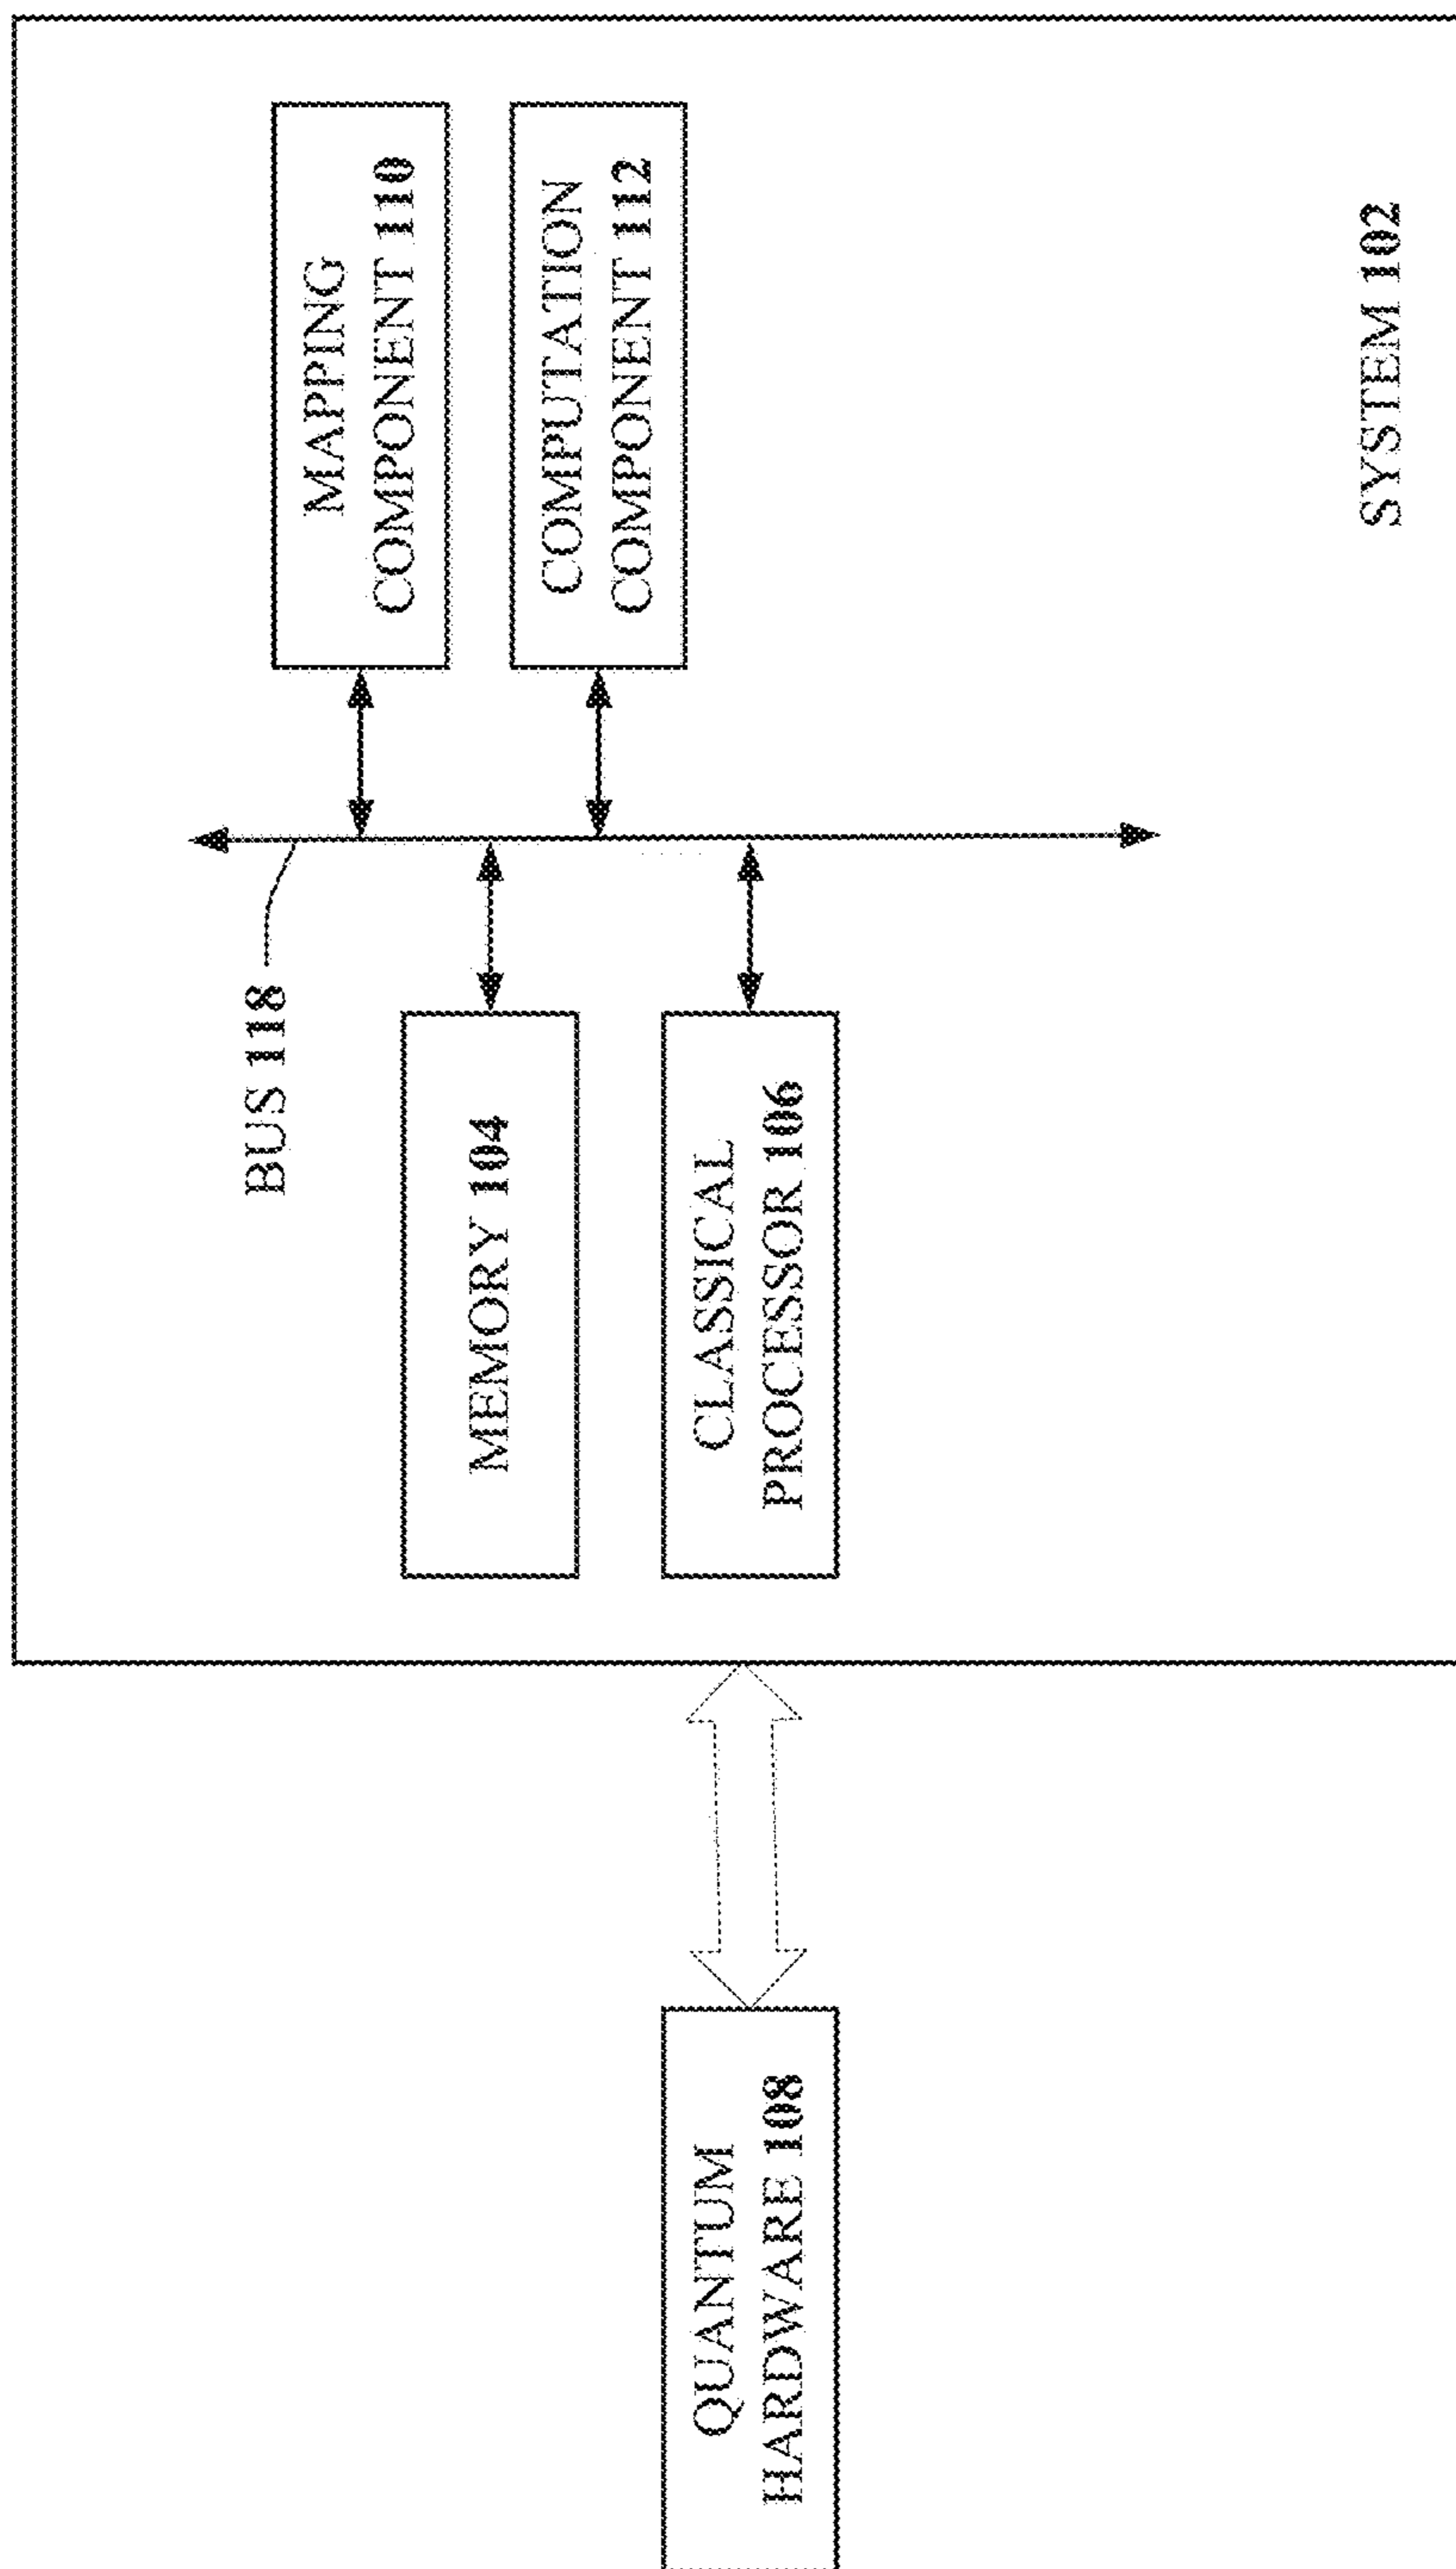 BUS 118
MAPPING
COMPONENT 110
MEMORY 104
COMPUTATION
COMPONENT 112
QUANTUM
HARDWARE 108
CLASSICAL
PROCESSOR 106
SYSTEM 102